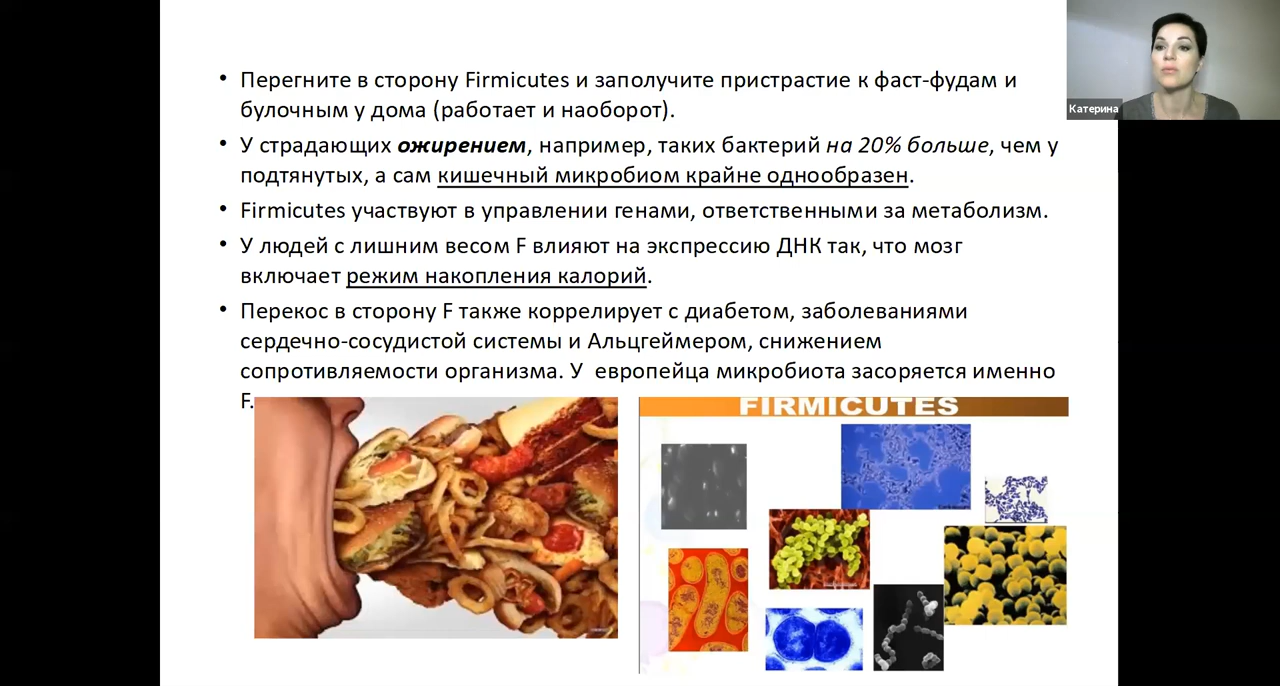 • Перегните в сторону Firmicutes и заполучите пристрастие к фаст-фудам и
булочным у дома (работает и наоборот).
• У страдающих ожирением, например, таких бактерий на 20% больше, чем у
подтянутых, а сам кишечный микробиом крайне однообразен.
• Firmicutes участвуют в управлении генами, ответственными за метаболизм.
• У людей с лишним весом F влияют на экспрессию ДНК так, что мозг
включает режим накопления калорий.
• Перекос в сторону F также коррелирует с диабетом, заболеваниями
сердечно-сосудистой системы и Альцгеймером, снижением
сопротивляемости организма. У  европейца микробиота засоряется именно
F.
FIRMICUTES
Катерина